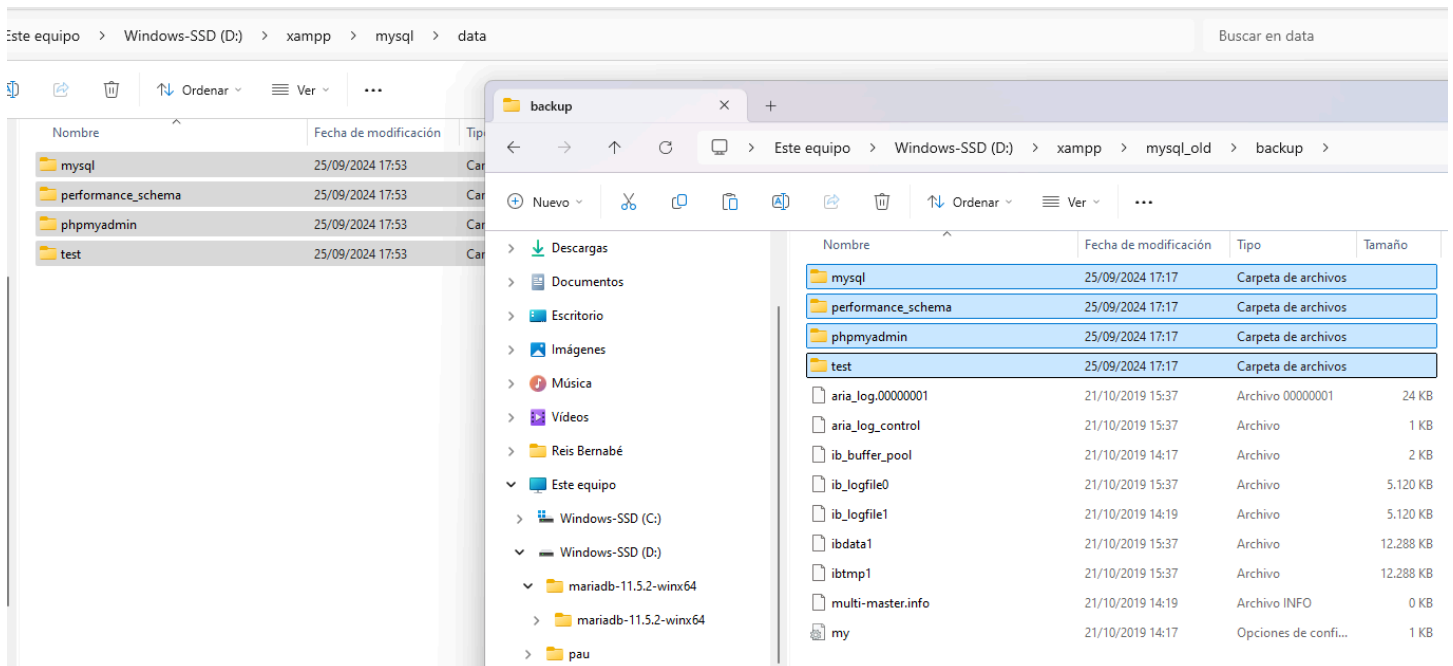 Este equipo > Windows-SSD (D:) > xampp > mysql > data
Buscar en data
Ordenar
Ver
Nombre
Fecha de modificación
mysql 25/09/2024 17:53
performance_schema 25/09/2024 17:53
phpmyadmin 25/09/2024 17:53
test 25/09/2024 17:53
backup
Este equipo > Windows-SSD (D:) > xampp > mysql_old > backup >
Nuevo
Ordenar
Ver
Descargas
Documentos
Escritorio
Imágenes
Música
Vídeos
Reis Bernabé
Este equipo
Windows-SSD (C:)
Windows-SSD (D:)
mariadb-11.5.2-winx64
mariadb-11.5.2-winx64
pau
Nombre Fecha de modificación Tipo Tamaño
mysql 25/09/2024 17:17 Carpeta de archivos
performance_schema 25/09/2024 17:17 Carpeta de archivos
phpmyadmin 25/09/2024 17:17 Carpeta de archivos
test 25/09/2024 17:17 Carpeta de archivos
aria_log.00000001 21/10/2019 15:37 Archivo 00000001 24 KB
aria_log_control 21/10/2019 15:37 Archivo 1 KB
ib_buffer_pool 21/10/2019 14:17 Archivo 2 KB
ib_logfile0 21/10/2019 15:37 Archivo 5.120 KB
ib_logfile1 21/10/2019 14:19 Archivo 5.120 KB
ibdata1 21/10/2019 15:37 Archivo 12.288 KB
ibtmp1 21/10/2019 15:37 Archivo 12.288 KB
multi-master.info 21/10/2019 14:19 Archivo INFO 0 KB
my 21/10/2019 14:17 Opciones de confi... 1 KB